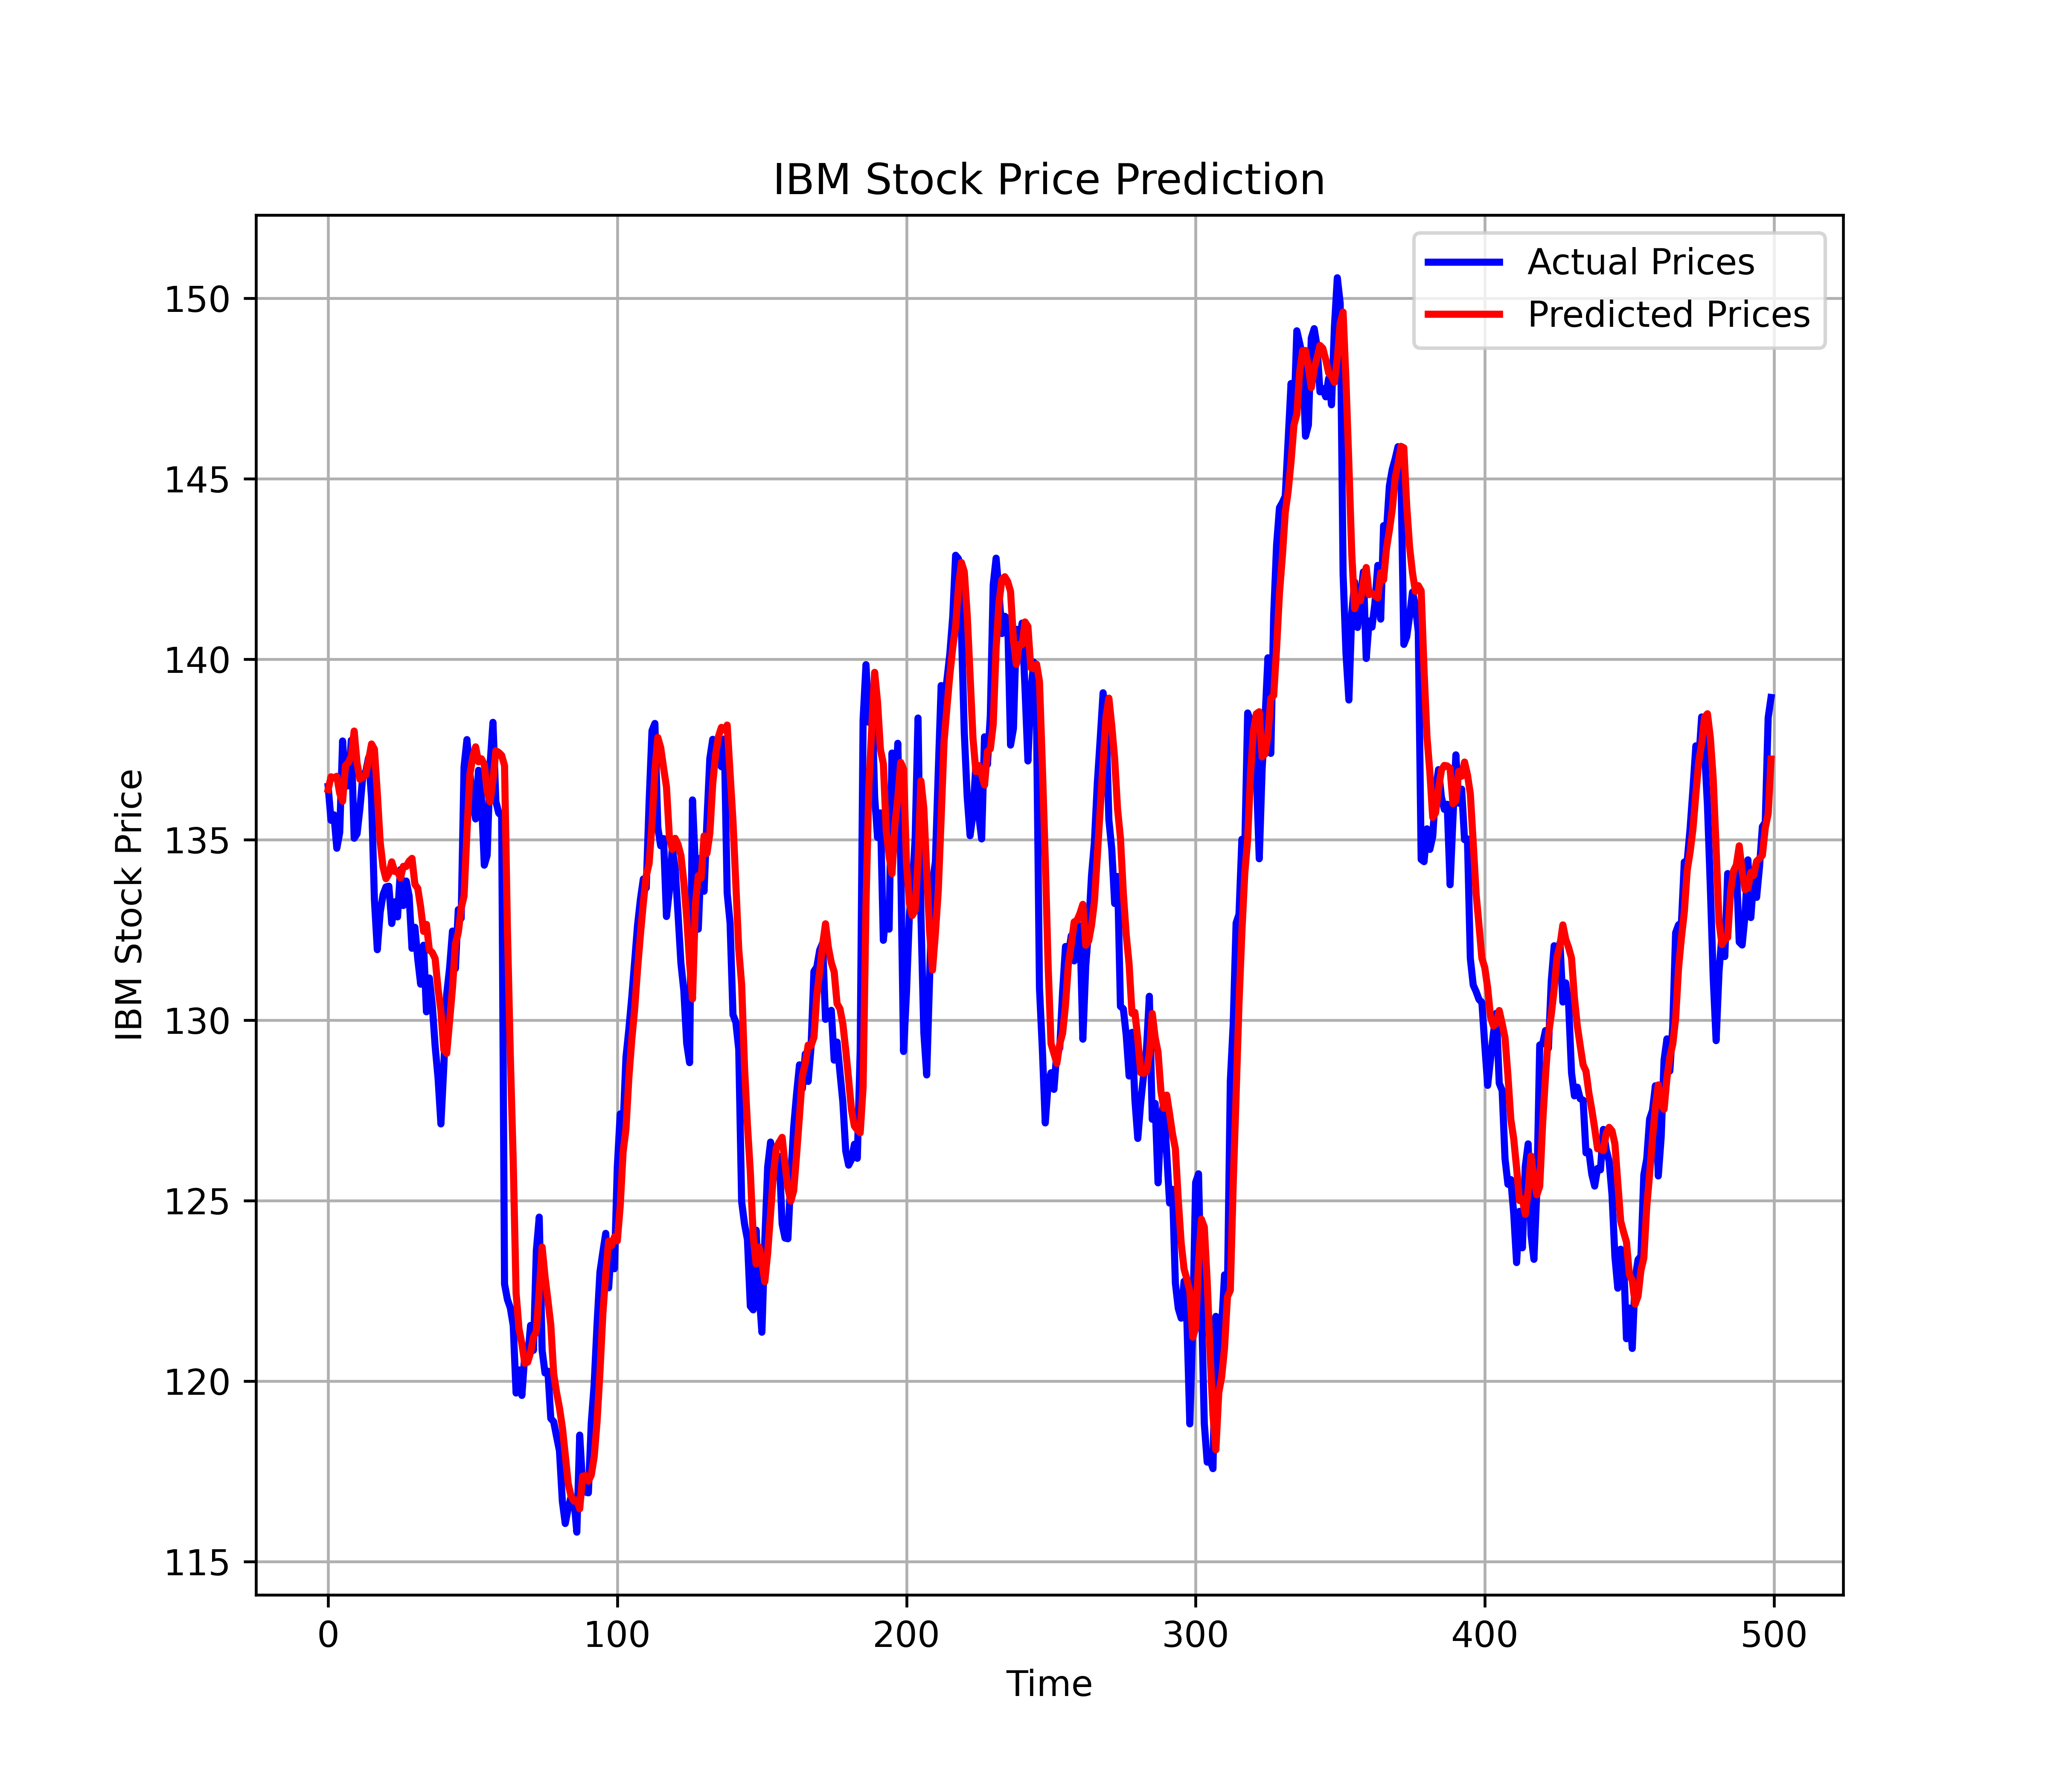 IBM Stock Price Prediction
Actual Prices
Predicted Prices
IBM Stock Price
150
145
140
135
130
125
120
115
0 100 200 300 400 500
Time